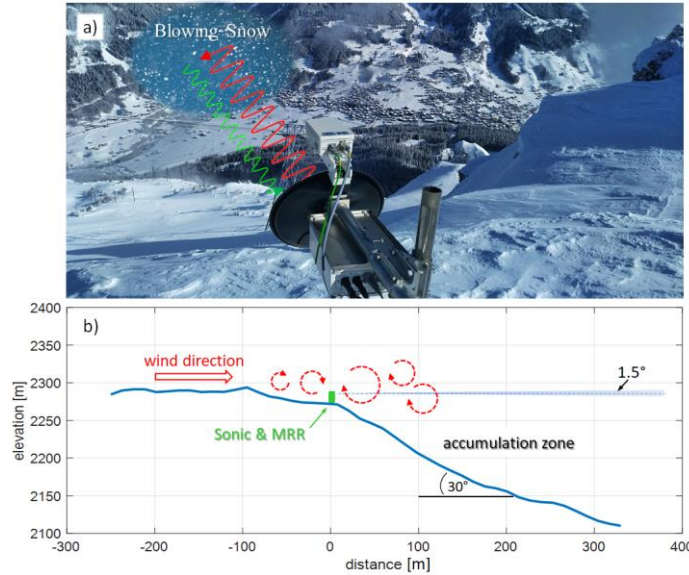 a)
Blowing-Snow
2400
2350
2300
2250
2200
2150
2100
elevation [m]
b)
wind direction
1.5°
Sonic & MRR
accumulation zone
30°
-300
-200
-100
0
100
200
300
400
distance [m]